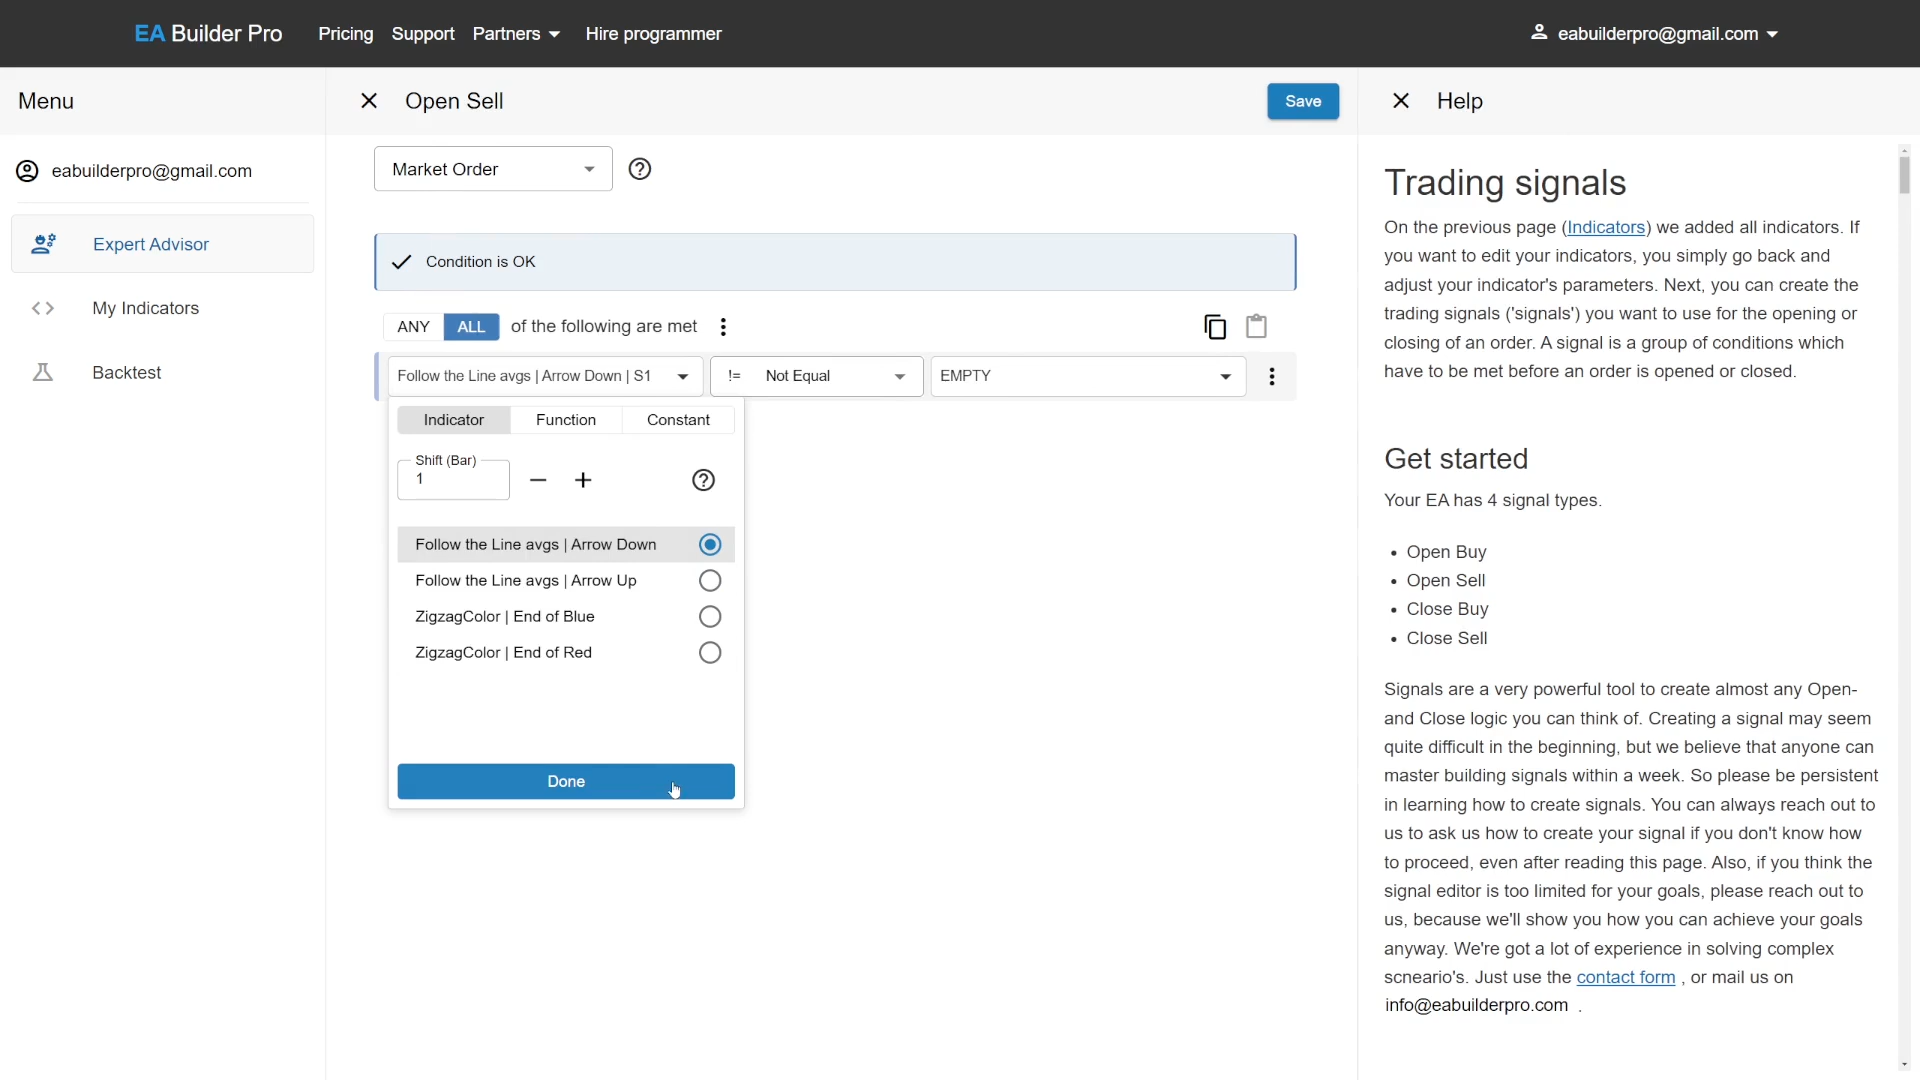 EA Builder Pro
Pricing
Support
Partners
Hire programmer
eabuilderpro@gmail.com
Menu
eabuilderpro@gmail.com
Expert Advisor
My Indicators
Backtest
Open Sell
Save
Market Order
Condition is OK
ANY ALL of the following are met
Follow the Line avgs | Arrow Down | S1
!= Not Equal
EMPTY
Indicator
Function
Constant
Shift (Bar)
1
Follow the Line avgs | Arrow Down
Follow the Line avgs | Arrow Up
ZigzagColor | End of Blue
ZigzagColor | End of Red
Done
Help
Trading signals
On the previous page (Indicators) we added all indicators. If
you want to edit your indicators, you simply go back and
adjust your indicator's parameters. Next, you can create the
trading signals ('signals') you want to use for the opening or
closing of an order. A signal is a group of conditions which
have to be met before an order is opened or closed.
Get started
Your EA has 4 signal types.
• Open Buy
• Open Sell
• Close Buy
• Close Sell
Signals are a very powerful tool to create almost any Open-
and Close logic you can think of. Creating a signal may seem
quite difficult in the beginning, but we believe that anyone can
master building signals within a week. So please be persistent
in learning how to create signals. You can always reach out to
us to ask us how to create your signal if you don't know how
to proceed, even after reading this page. Also, if you think the
signal editor is too limited for your goals, please reach out to
us, because we'll show you how you can achieve your goals
anyway. We're got a lot of experience in solving complex
scneario's. Just use the contact form , or mail us on
info@eabuilderpro.com .